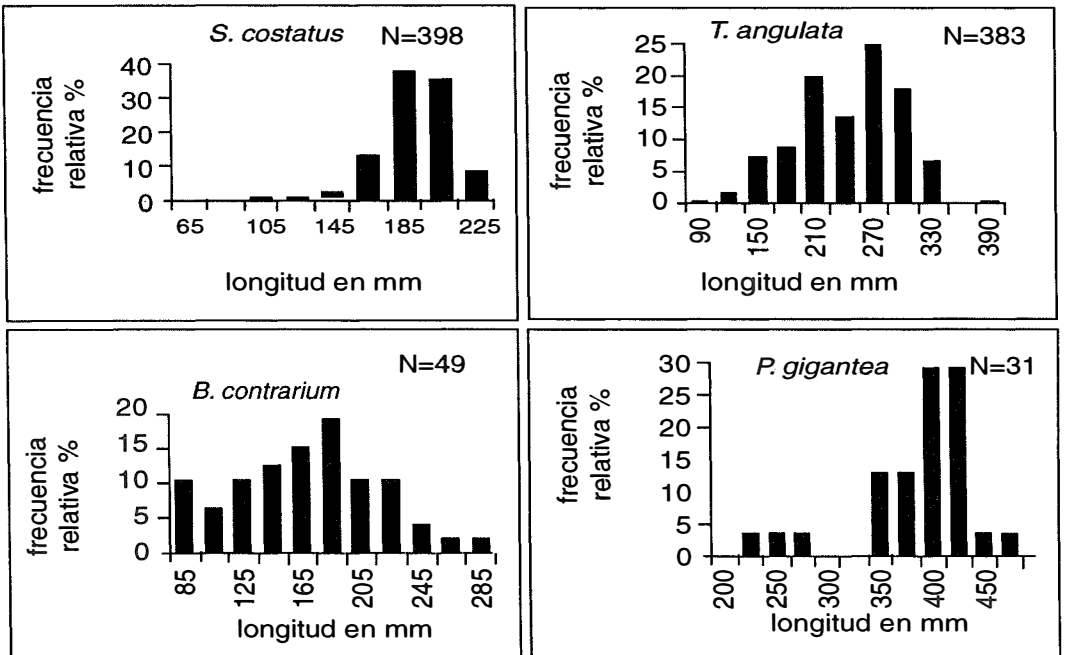 S. costatus N=398
frecuencia
relativa %
40
30
20
10
0
65 105 145 185 225
longitud en mm
T. angulata N=383
frecuencia
relativa %
25
20
15
10
5
0
90 150 210 270 330 390
longitud en mm
N=49
B. contrarium
frecuencia
relativa %
20
15
10
5
0
85 125 165 205 245 285
longitud en mm
P. gigantea N=31
frecuencia
relativa %
30
25
20
15
10
5
0
200 250 300 350 400 450
longitud en mm